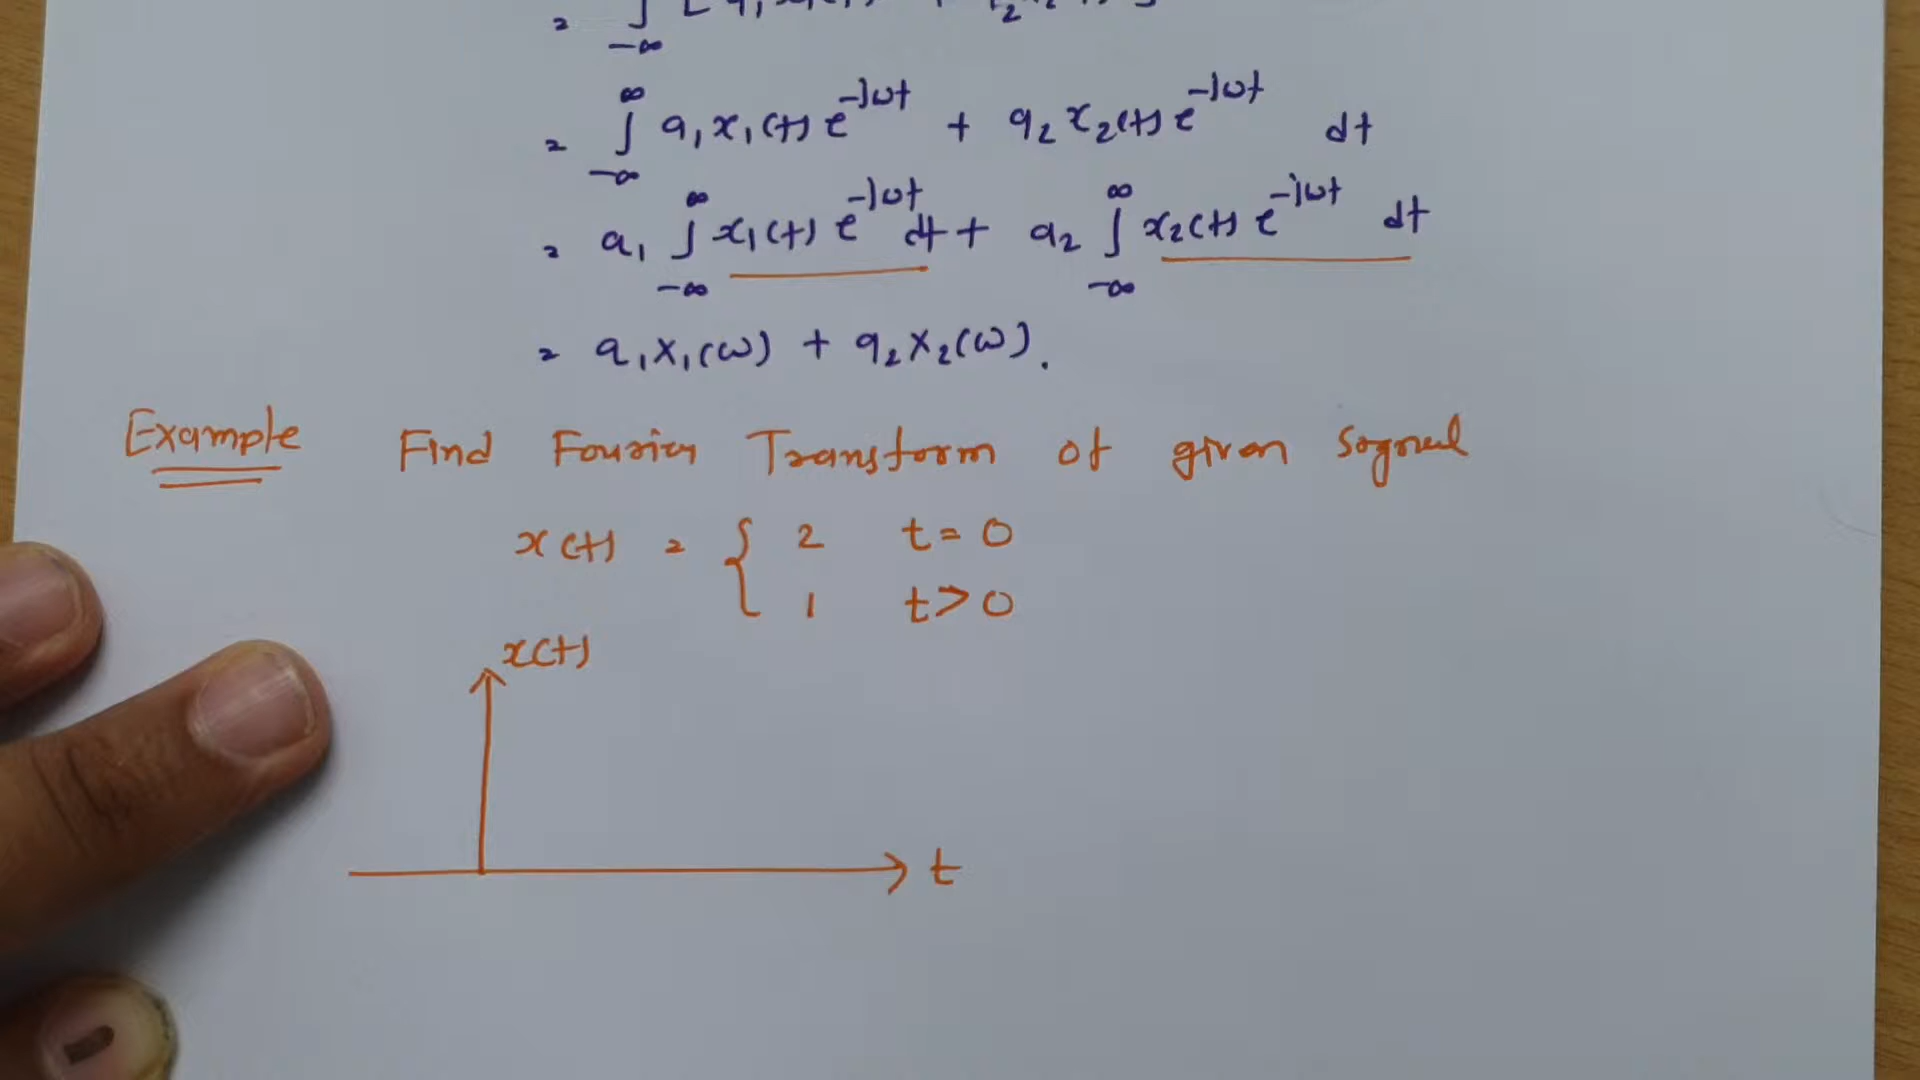 = ∫_{-∞}
= ∫_{-∞}^{∞} a₁x₁(t) e^{-jωt} + a₂x₂(t) e^{-jωt} dt
= a₁ ∫_{-∞}^{∞} x₁(t) e^{-jωt} dt + a₂ ∫_{-∞}^{∞} x₂(t) e^{-jωt} dt
= a₁X₁(ω) + a₂X₂(ω).
Example Find Fourier Transform of given Signal
x(t) = { 2 t = 0
1 t > 0
x(t)
t